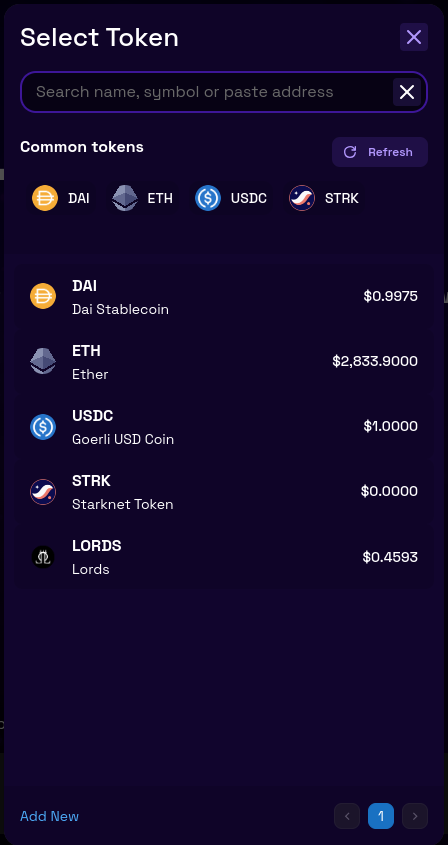 Select Token
Search name, symbol or paste address
Common tokens
Refresh
DAI ETH USDC STRK
DAI
Dai Stablecoin
$0.9975
ETH
Ether
$2,833.9000
USDC
Goerli USD Coin
$1.0000
STRK
Starknet Token
$0.0000
LORDS
Lords
$0.4593
Add New
1